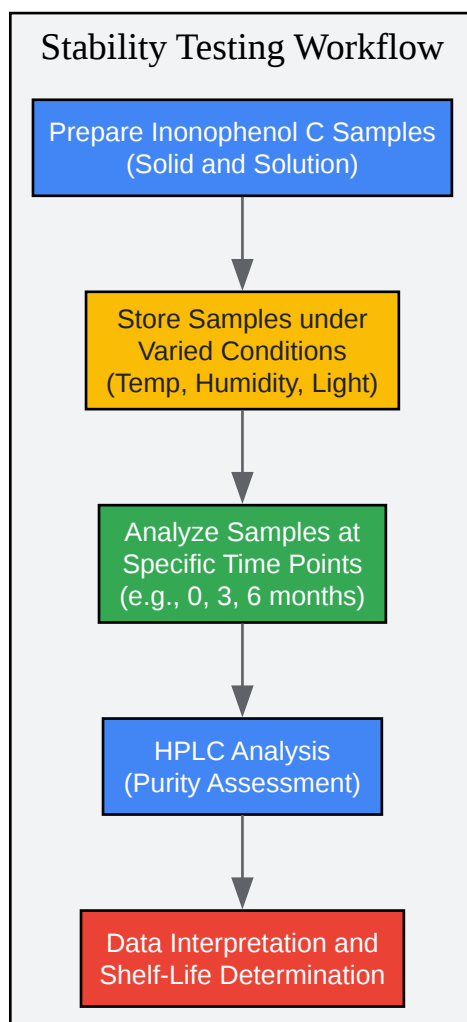 Stability Testing Workflow
Prepare Inonophenol C Samples
(Solid and Solution)
Store Samples under
Varied Conditions
(Temp, Humidity, Light)
Analyze Samples at
Specific Time Points
(e.g., 0, 3, 6 months)
HPLC Analysis
(Purity Assessment)
Data Interpretation and
Shelf-Life Determination